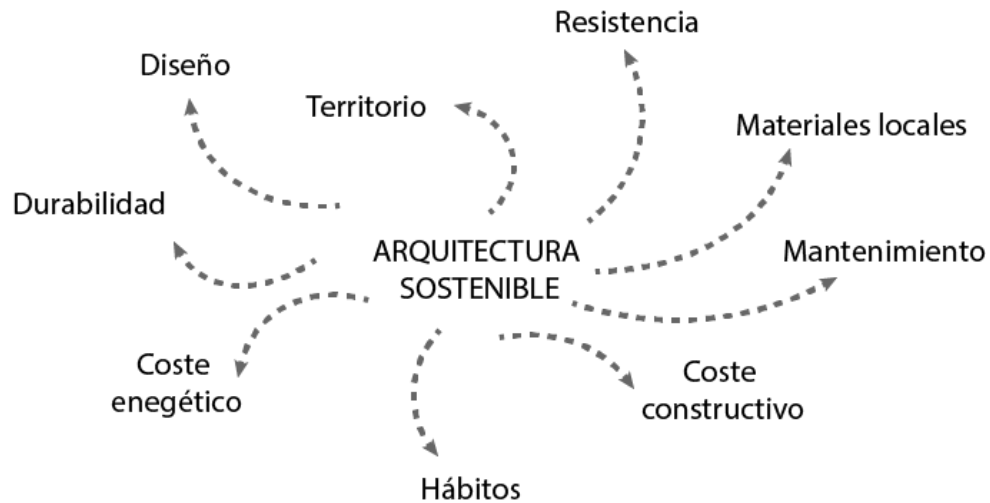 Resistencia
Diseño
Territorio
Materiales locales
Durabilidad
ARQUITECTURA
SOSTENIBLE
Mantenimiento
Coste
enegético
Coste
constructivo
Hábitos